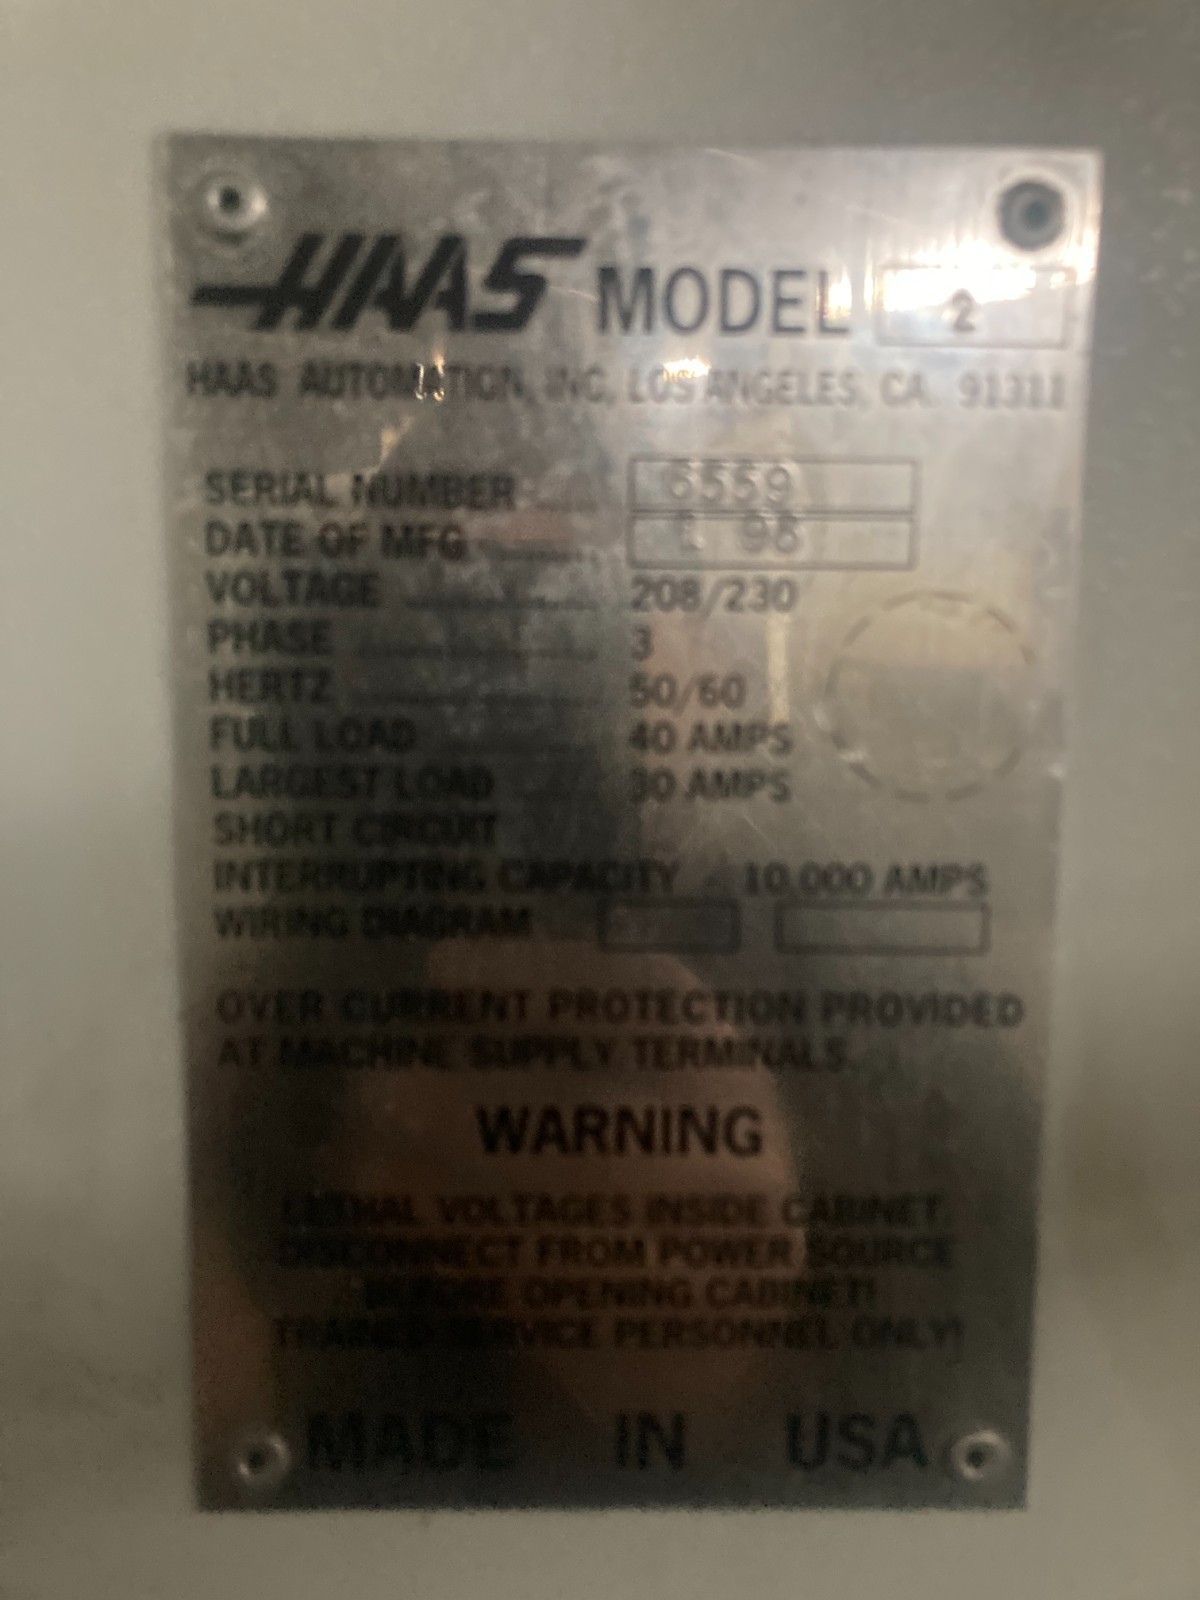 HAAS MODEL 2
HAAS AUTOMATION, INC. LOS ANGELES, CA. 91311
SERIAL NUMBER 6559
DATE OF MFG 96
VOLTAGE 208/230
PHASE 3
HERTZ 50/60
FULL LOAD 40 AMPS
LARGEST LOAD 30 AMPS
SHORT CIRCUIT
INTERRUPTING CAPACITY 10,000 AMPS
WIRING DIAGRAM
OVER CURRENT PROTECTION PROVIDED
AT MACHINE SUPPLY TERMINALS.
WARNING
LETHAL VOLTAGES INSIDE CABINET.
DISCONNECT FROM POWER SOURCE
BEFORE OPENING CABINET!
TRAINED SERVICE PERSONNEL ONLY!
MADE IN USA